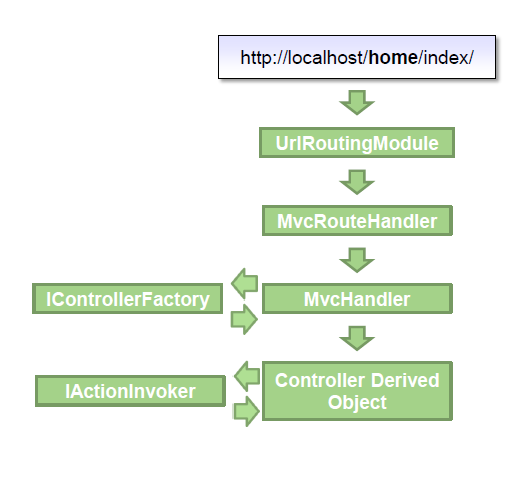 http://localhost/home/index/
UrlRoutingModule
MvcRouteHandler
IControllerFactory
MvcHandler
IActionInvoker
Controller Derived
Object